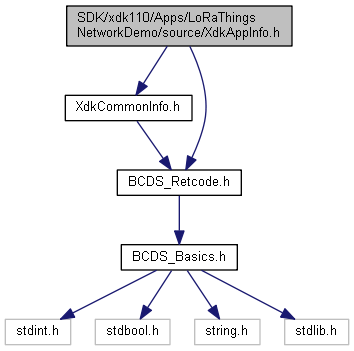 SDK/xdk110/Apps/LoRaThings
NetworkDemo/source/XdkAppInfo.h
XdkCommonInfo.h
BCDS_Retcode.h
BCDS_Basics.h
stdint.h
stdbool.h
string.h
stdlib.h